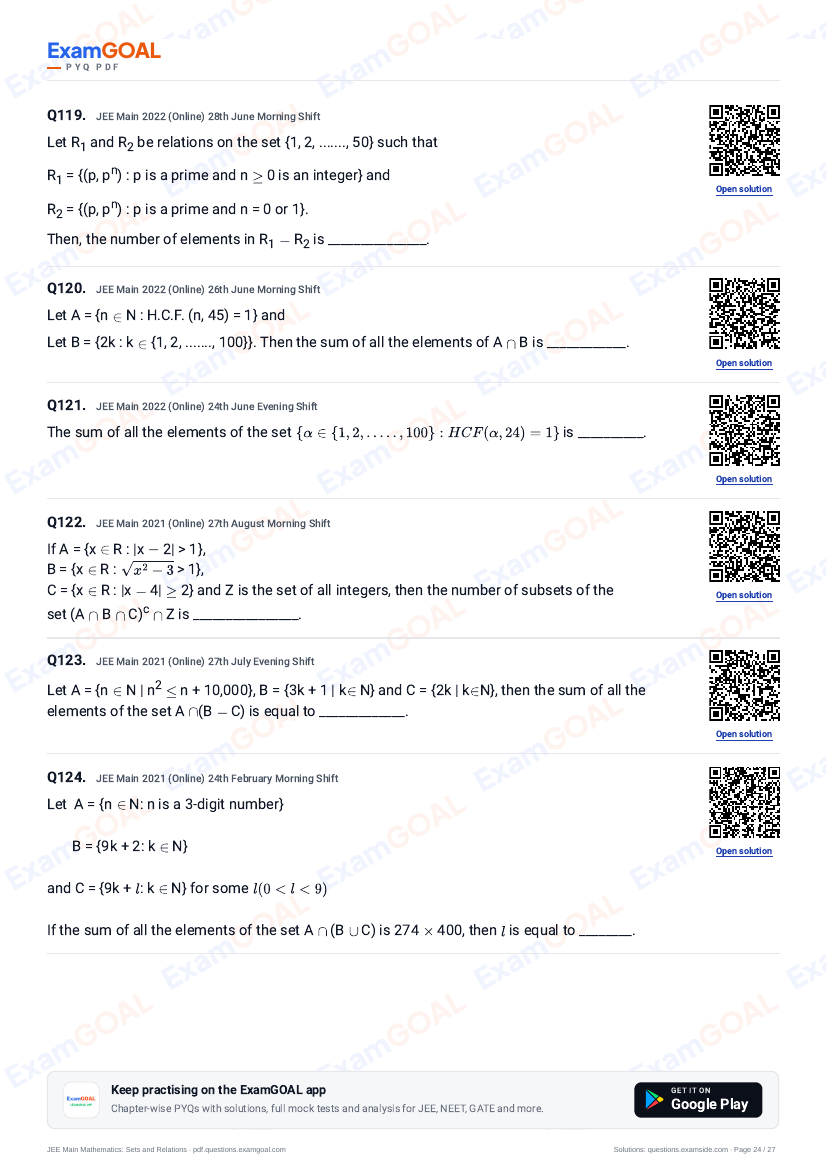 ExamGOAL
PYQ PDF
Q119. JEE Main 2022 (Online) 28th June Morning Shift
Let R₁ and R₂ be relations on the set {1, 2, ......., 50} such that
R₁ = {(p, pⁿ) : p is a prime and n ≥ 0 is an integer} and
R₂ = {(p, pⁿ) : p is a prime and n = 0 or 1}.
Then, the number of elements in R₁ − R₂ is _______________.
Open solution
Q120. JEE Main 2022 (Online) 26th June Morning Shift
Let A = {n ∈ N : H.C.F. (n, 45) = 1} and
Let B = {2k : k ∈ {1, 2, ......., 100}}. Then the sum of all the elements of A ∩ B is ____________.
Open solution
Q121. JEE Main 2022 (Online) 24th June Evening Shift
The sum of all the elements of the set {α ∈ {1, 2, ....., 100} : HCF(α, 24) = 1} is __________.
Open solution
Q122. JEE Main 2021 (Online) 27th August Morning Shift
If A = {x ∈ R : |x − 2| > 1},
B = {x ∈ R : √(x² − 3) > 1},
C = {x ∈ R : |x − 4| ≥ 2} and Z is the set of all integers, then the number of subsets of the
set (A ∩ B ∩ C)ᶜ ∩ Z is ________________.
Open solution
Q123. JEE Main 2021 (Online) 27th July Evening Shift
Let A = {n ∈ N | n² ≤ n + 10,000}, B = {3k + 1 | k∈ N} and C = {2k | k∈N}, then the sum of all the
elements of the set A ∩(B − C) is equal to _____________.
Open solution
Q124. JEE Main 2021 (Online) 24th February Morning Shift
Let A = {n ∈ N: n is a 3-digit number}
B = {9k + 2: k ∈ N}
and C = {9k + l: k ∈ N} for some l(0 < l < 9)
If the sum of all the elements of the set A ∩ (B ∪ C) is 274 × 400, then l is equal to ________.
Open solution
Keep practising on the ExamGOAL app
Chapter-wise PYQs with solutions, full mock tests and analysis for JEE, NEET, GATE and more.
ExamGOAL
GET IT ON
Google Play
JEE Main Mathematics: Sets and Relations · pdf.questions.examgoal.com
Solutions: questions.examside.com · Page 24 / 27